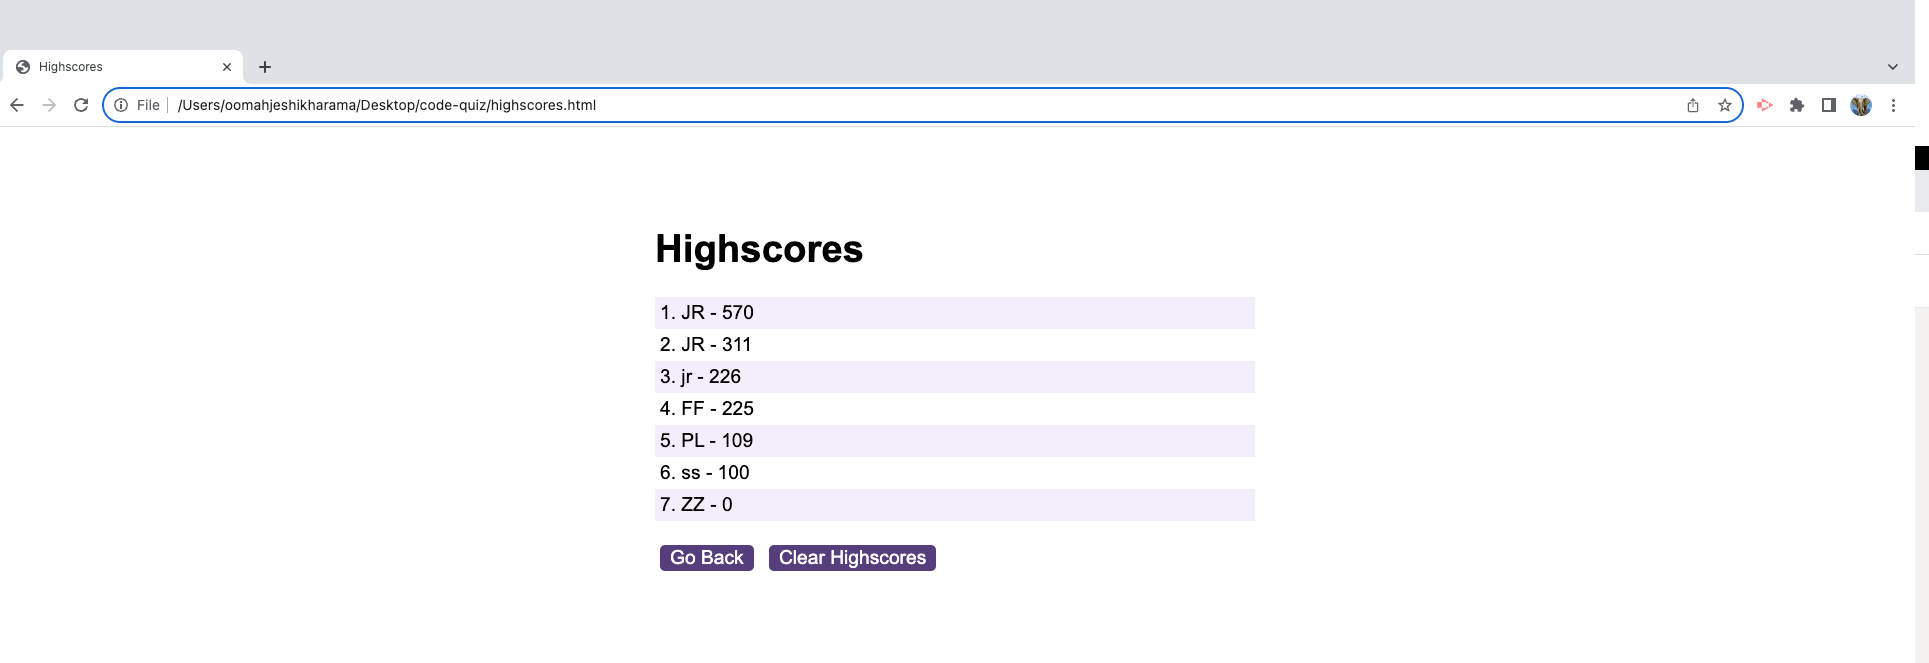 Highscores
File /Users/oomahjeshikharama/Desktop/code-quiz/highscores.html
Highscores
1. JR - 570
2. JR - 311
3. jr - 226
4. FF - 225
5. PL - 109
6. ss - 100
7. ZZ - 0
Go Back Clear Highscores